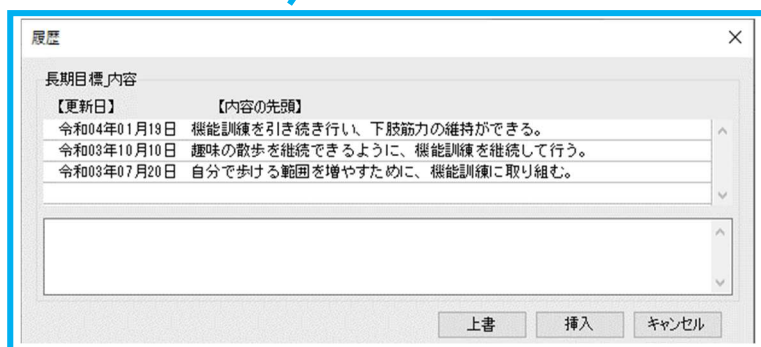 履歴
長期目標_内容
【更新日】 【内容の先頭】
令和04年01月19日 機能訓練を引き続き行い、下肢筋力の維持ができる。
令和03年10月10日 趣味の散歩を継続できるように、機能訓練を継続して行う。
令和03年07月20日 自分で歩ける範囲を増やすために、機能訓練に取り組む。
上書 挿入 キャンセル